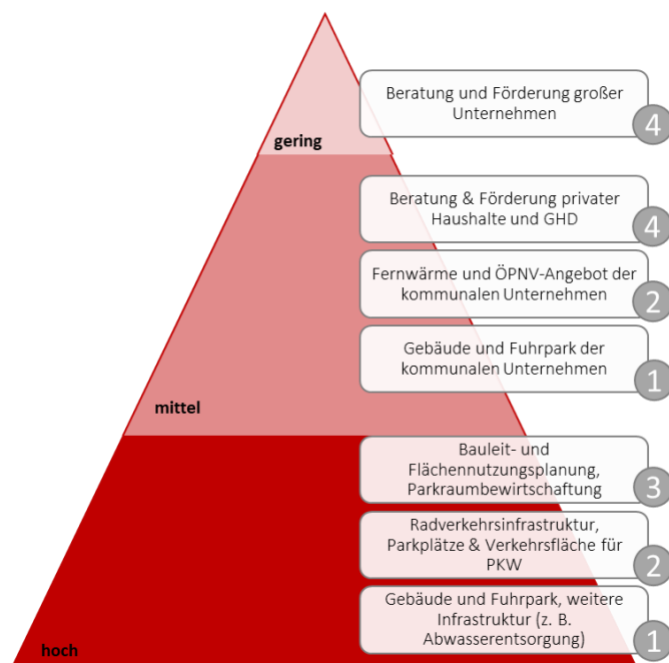 Beratung und Förderung großer
Unternehmen
4
gering
Beratung & Förderung privater
Haushalte und GHD
4
Fernwärme und ÖPNV-Angebot der
kommunalen Unternehmen
2
Gebäude und Fuhrpark der
kommunalen Unternehmen
1
mittel
Bauleit- und
Flächennutzungsplanung,
Parkraumbewirtschaftung
3
Radverkehrsinfrastruktur,
Parkplätze & Verkehrsfläche für
PKW
2
Gebäude und Fuhrpark, weitere
Infrastruktur (z. B.
Abwasserentsorgung)
1
hoch